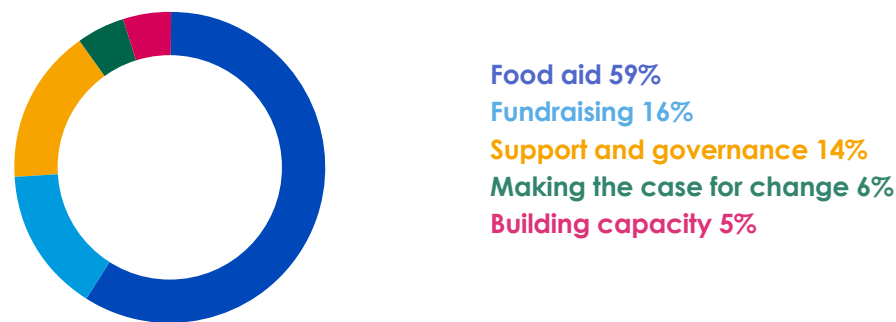 Food aid 59%
Fundraising 16%
Support and governance 14%
Making the case for change 6%
Building capacity 5%